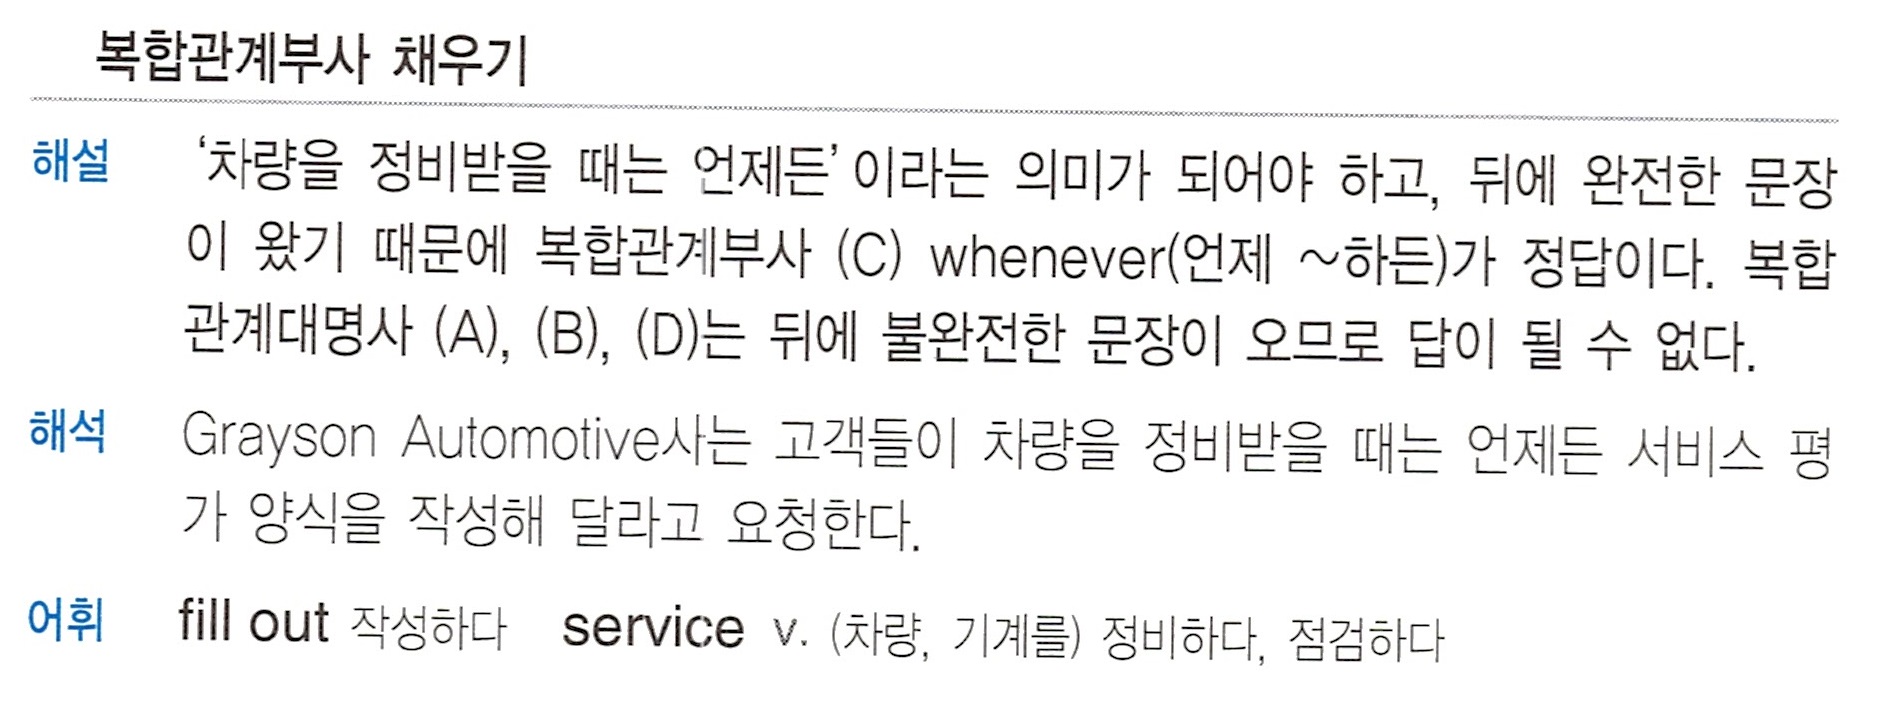 복합관계부사 채우기
해설 ‘차량을 정비받을 때는 언제든’이라는 의미가 되어야 하고, 뒤에 완전한 문장
이 왔기 때문에 복합관계부사 (C) whenever(언제 ~하든)가 정답이다. 복합
관계대명사 (A), (B), (D)는 뒤에 불완전한 문장이 오므로 답이 될 수 없다.
해석 Grayson Automotive사는 고객들이 차량을 정비받을 때는 언제든 서비스 평
가 양식을 작성해 달라고 요청한다.
어휘 fill out 작성하다 service v. (차량, 기계를) 정비하다, 점검하다